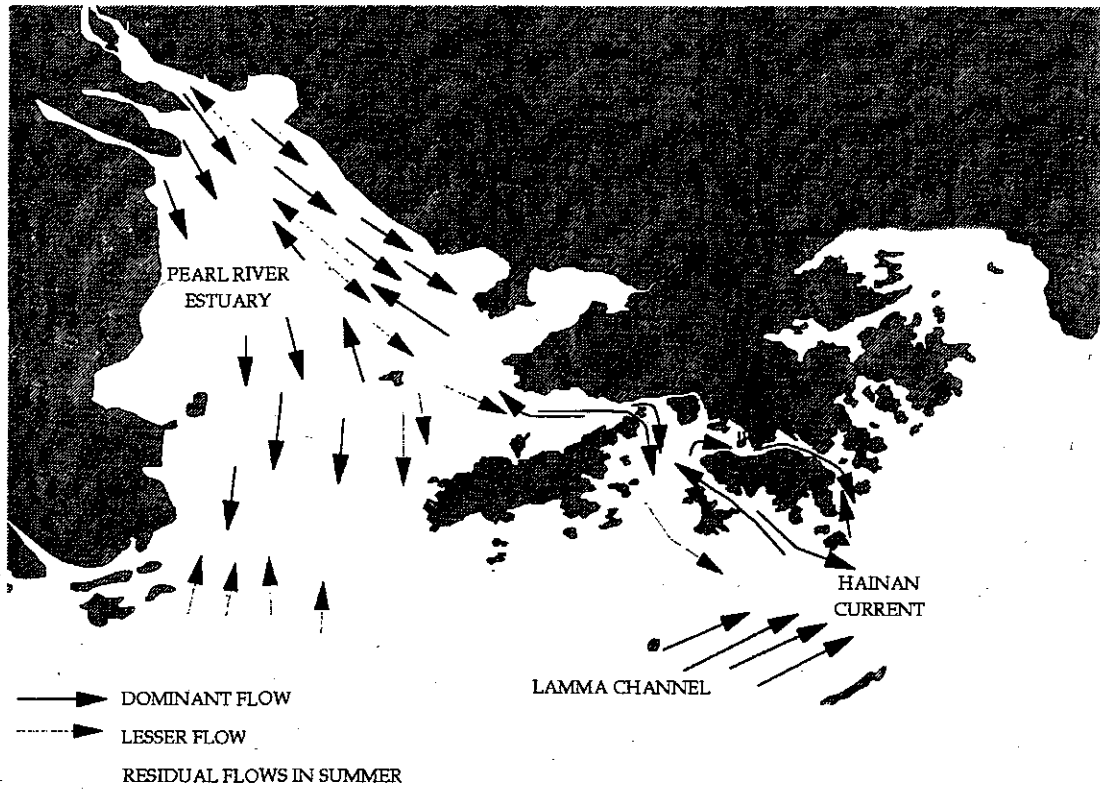 PEARL RIVER
ESTUARY
HAINAN
CURRENT
LAMMA CHANNEL
DOMINANT FLOW
LESSER FLOW
RESIDUAL FLOWS IN SUMMER